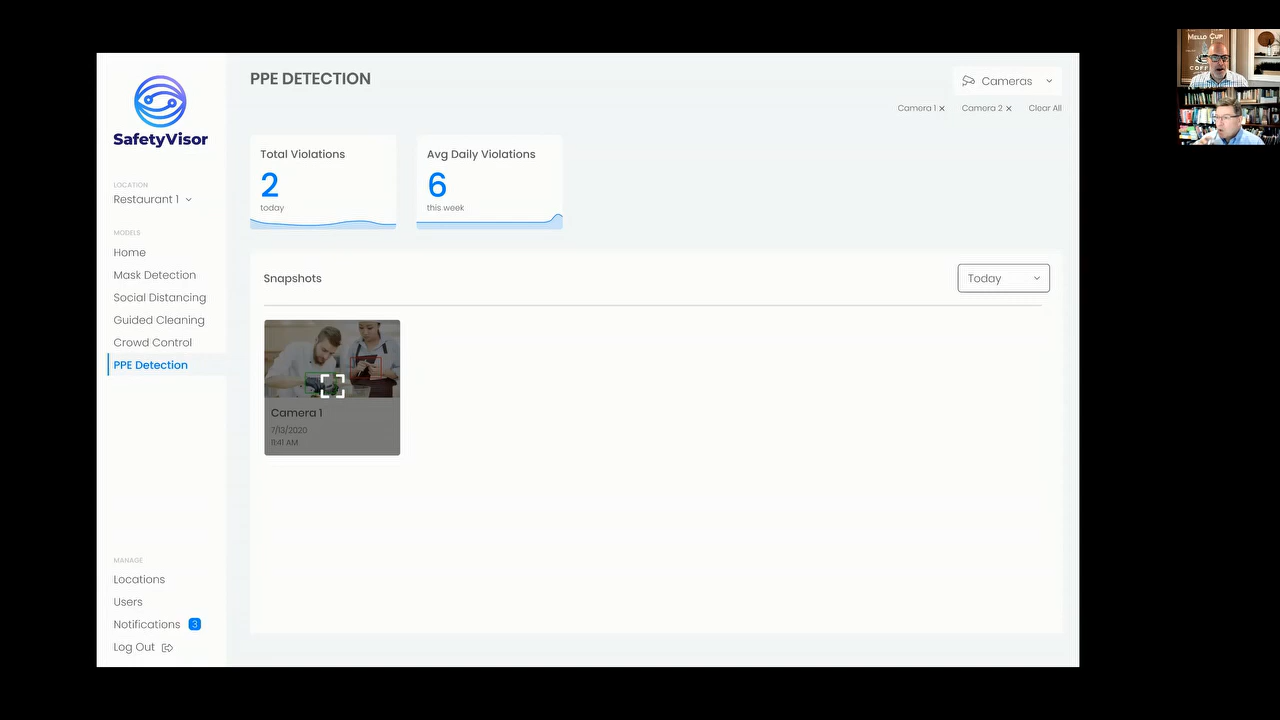 SafetyVisor
LOCATION
Restaurant 1
MODELS
Home
Mask Detection
Social Distancing
Guided Cleaning
Crowd Control
PPE Detection
MANAGE
Locations
Users
Notifications 3
Log Out
PPE DETECTION
Cameras
Camera 1 × Camera 2 × Clear All
Total Violations
2
today
Avg Daily Violations
6
this week
Snapshots
Today
Camera 1
7/13/2020
11:41 AM
MELLO CUP